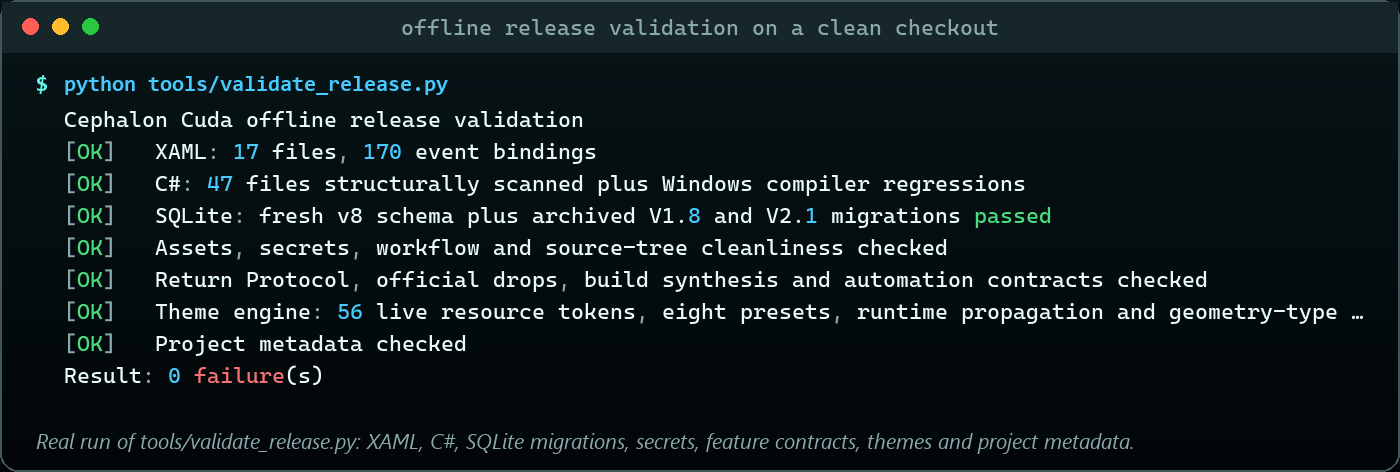 offline release validation on a clean checkout
$ python tools/validate_release.py
Cephalon Cuda offline release validation
[OK] XAML: 17 files, 170 event bindings
[OK] C#: 47 files structurally scanned plus Windows compiler regressions
[OK] SQLite: fresh v8 schema plus archived V1.8 and V2.1 migrations passed
[OK] Assets, secrets, workflow and source-tree cleanliness checked
[OK] Return Protocol, official drops, build synthesis and automation contracts checked
[OK] Theme engine: 56 live resource tokens, eight presets, runtime propagation and geometry-type …
[OK] Project metadata checked
Result: 0 failure(s)
Real run of tools/validate_release.py: XAML, C#, SQLite migrations, secrets, feature contracts, themes and project metadata.